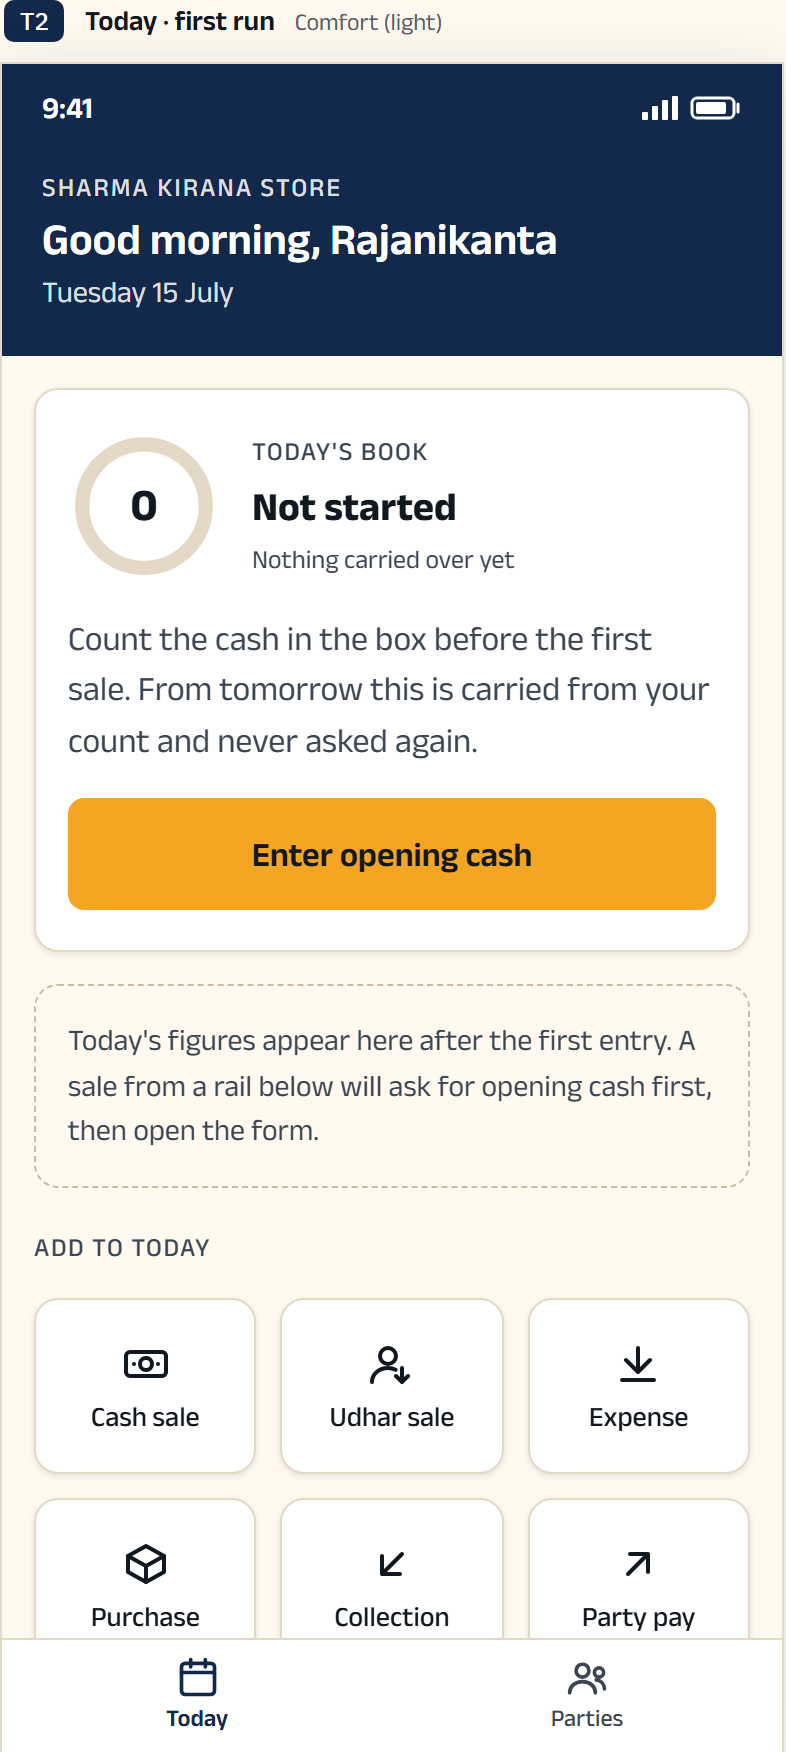 T2 Today · first run Comfort (light)
9:41
SHARMA KIRANA STORE
Good morning, Rajanikanta
Tuesday 15 July
0
TODAY'S BOOK
Not started
Nothing carried over yet
Count the cash in the box before the first
sale. From tomorrow this is carried from your
count and never asked again.
Enter opening cash
Today's figures appear here after the first entry. A
sale from a rail below will ask for opening cash first,
then open the form.
ADD TO TODAY
Cash sale Udhar sale Expense
Purchase Collection Party pay
Today Parties